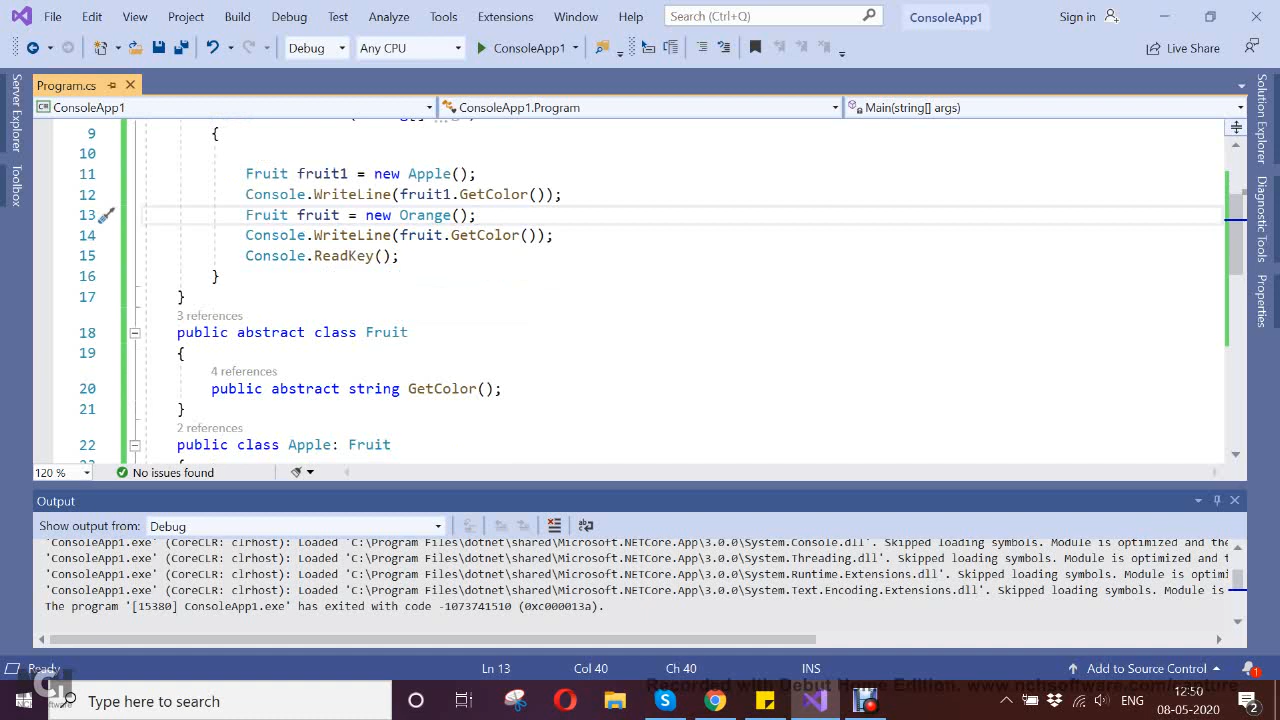 File Edit View Project Build Debug Test Analyze Tools Extensions Window Help Search (Ctrl+Q) ConsoleApp1 Sign in
Debug Any CPU ConsoleApp1 Live Share
Program.cs
ConsoleApp1 ConsoleApp1.Program Main(string[] args)
Server Explorer
Toolbox
Solution Explorer
Diagnostic Tools
Properties
9 {
10
11 Fruit fruit1 = new Apple();
12 Console.WriteLine(fruit1.GetColor());
13 Fruit fruit = new Orange();
14 Console.WriteLine(fruit.GetColor());
15 Console.ReadKey();
16 }
17 }
3 references
18 public abstract class Fruit
19 {
4 references
20 public abstract string GetColor();
21 }
2 references
22 public class Apple: Fruit
120 % No issues found
Output
Show output from: Debug
'ConsoleApp1.exe' (CoreCLR: clrhost): Loaded 'C:\Program Files\dotnet\shared\Microsoft.NETCore.App\3.0.0\System.Console.dll'. Skipped loading symbols. Module is optimized and the
'ConsoleApp1.exe' (CoreCLR: clrhost): Loaded 'C:\Program Files\dotnet\shared\Microsoft.NETCore.App\3.0.0\System.Threading.dll'. Skipped loading symbols. Module is optimized and t
'ConsoleApp1.exe' (CoreCLR: clrhost): Loaded 'C:\Program Files\dotnet\shared\Microsoft.NETCore.App\3.0.0\System.Runtime.Extensions.dll'. Skipped loading symbols. Module is optimi
'ConsoleApp1.exe' (CoreCLR: clrhost): Loaded 'C:\Program Files\dotnet\shared\Microsoft.NETCore.App\3.0.0\System.Text.Encoding.Extensions.dll'. Skipped loading symbols. Module is
The program '[15380] ConsoleApp1.exe' has exited with code -1073741510 (0xc000013a).
Ready Ln 13 Col 40 Ch 40 INS Add to Source Control 1
Recorded with Debut Home Edition. www.nchsoftware.com/capture
Type here to search ENG 12:50 2
08-05-2020